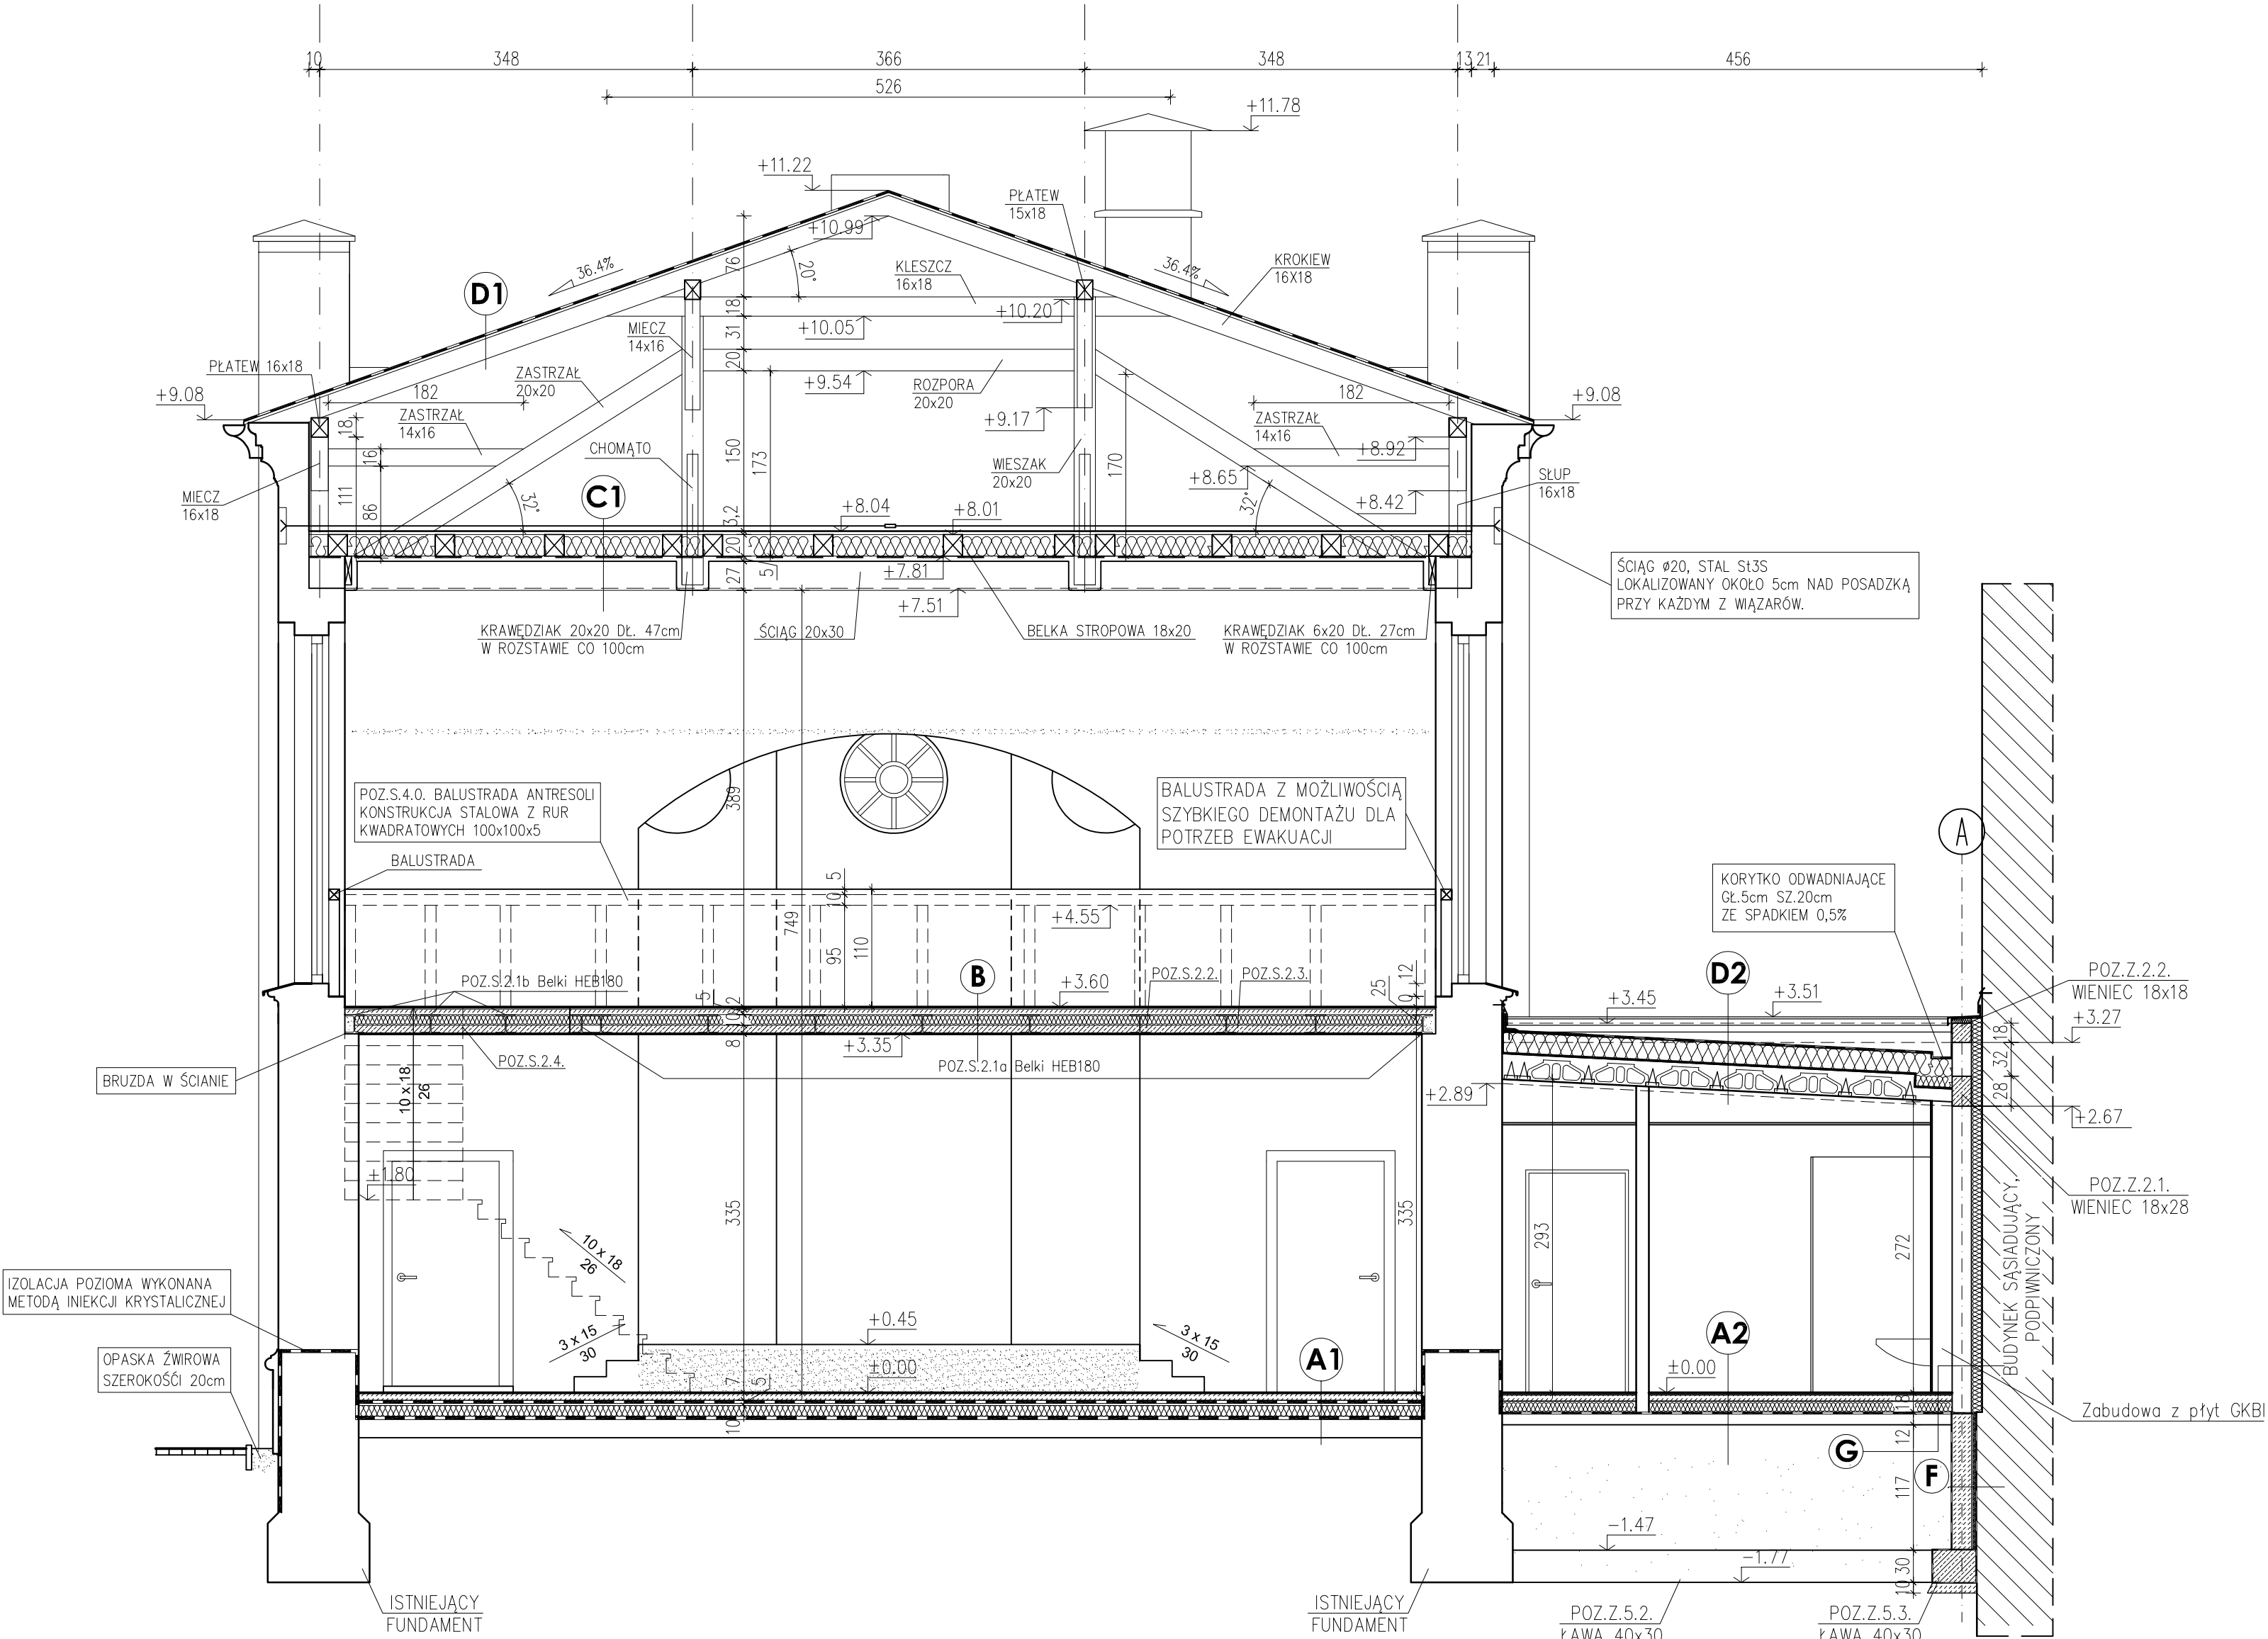 10
348
366
348
13
21
456
526
+11.78
+11.22
PŁATEW
15x18
+10.99
76
20°
36.4%
36.4%
KLESZCZ
16x18
KROKIEW
16X18
D1
18
+10.20
MIECZ
14x16
31
+10.05
20
PŁATEW 16x18
ZASTRZAŁ
20x20
+9.54
ROZPORA
20x20
+9.08
182
182
+9.08
ZASTRZAŁ
14x16
+9.17
ZASTRZAŁ
14x16
18
16
CHOMĄTO
150
173
170
+8.92
WIESZAK
20x20
+8.65
SŁUP
16x18
MIECZ
16x18
111
86
32°
C1
3,2
+8.04
+8.01
32°
+8.42
20
27
5
+7.81
+7.51
ŚCIĄG ø20, STAL St3S
LOKALIZOWANY OKOŁO 5cm NAD POSADZKĄ
PRZY KAŻDYM Z WIĄZARÓW.
KRAWĘDZIAK 20x20 DŁ. 47cm
W ROZSTAWIE CO 100cm
ŚCIĄG 20x30
BELKA STROPOWA 18x20
KRAWĘDZIAK 6x20 DŁ. 27cm
W ROZSTAWIE CO 100cm
POZ.S.4.0. BALUSTRADA ANTRESOLI
KONSTRUKCJA STALOWA Z RUR
KWADRATOWYCH 100x100x5
389
BALUSTRADA Z MOŻLIWOŚCIĄ
SZYBKIEGO DEMONTAŻU DLA
POTRZEB EWAKUACJI
A
BALUSTRADA
KORYTKO ODWADNIAJĄCE
GŁ.5cm SZ.20cm
ZE SPADKIEM 0,5%
5
10
749
95
110
+4.55
POZ.S.2.1b Belki HEB180
B
+3.60
POZ.S.2.2.
POZ.S.2.3.
25
12
0
D2
POZ.Z.2.2.
WIENIEC 18x18
5
2
10
8
+3.45
+3.51
+3.27
+3.35
POZ.S.2.4.
POZ.S.2.1a Belki HEB180
18
32
28
BRUZDA W ŚCIANIE
10 x 18
26
+2.89
+2.67
+1.80
POZ.Z.2.1.
WIENIEC 18x28
335
335
293
272
BUDYNEK SĄSIADUJĄCY,
PODPIWNICZONY
10 x 18
26
IZOLACJA POZIOMA WYKONANA
METODĄ INIEKCJI KRYSTALICZNEJ
3 x 15
30
+0.45
3 x 15
30
OPASKA ŻWIROWA
SZEROKOŚĆI 20cm
±0.00
A1
A2
±0.00
7
5
10
18
Zabudowa z płyt GKBI
12
G
F
117
-1.47
-1.77
30
10
ISTNIEJĄCY
FUNDAMENT
ISTNIEJĄCY
FUNDAMENT
POZ.Z.5.2.
ŁAWA 40x30
POZ.Z.5.3.
ŁAWA 40x30